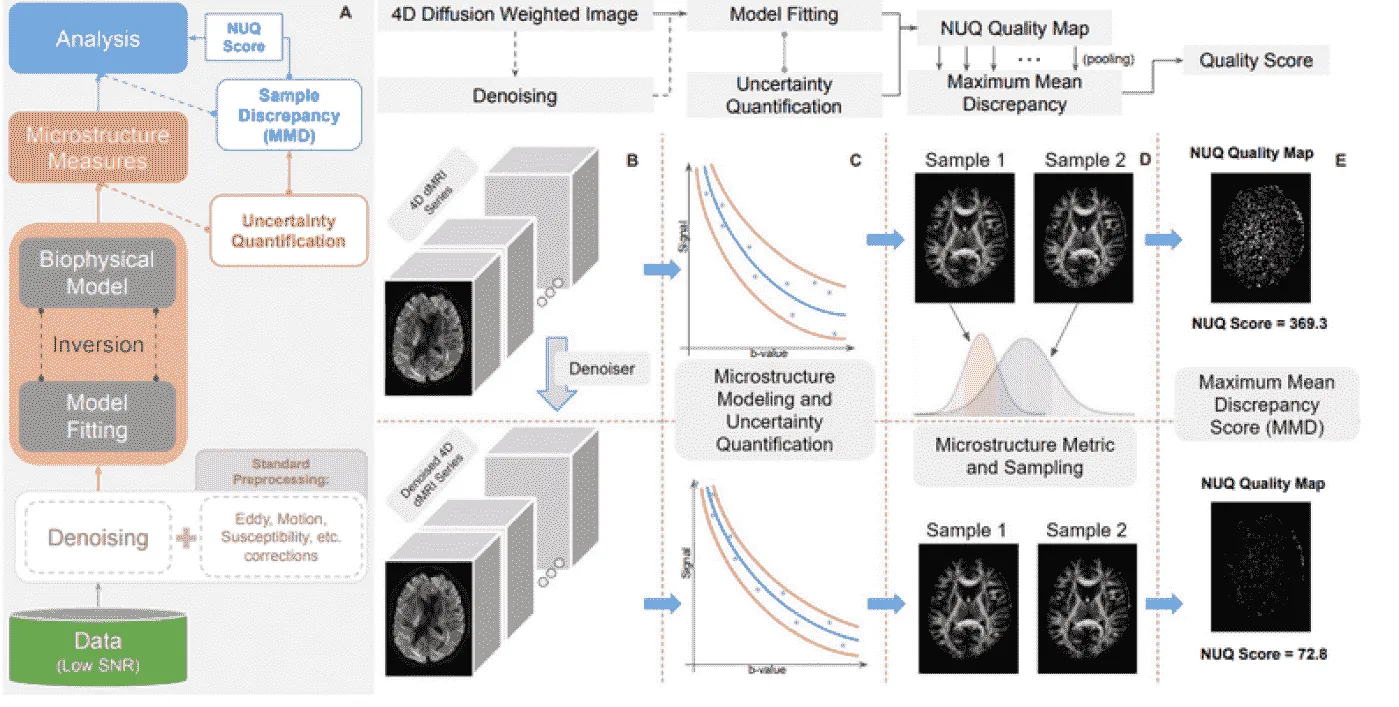 A
Analysis
NUQ
Score
Sample
Discrepancy
(MMD)
Microstructure
Measures
Uncertainty
Quantification
Biophysical
Model
Inversion
Model
Fitting
Standard
Preprocessing:
Denoising
+
Eddy, Motion,
Susceptibility, etc.
corrections
Data
(Low SNR)
4D Diffusion Weighted Image
Model Fitting
NUQ Quality Map
(pooling)
Quality Score
Denoising
Uncertainty
Quantification
Maximum Mean
Discrepancy
B
4D dMRI
Series
Denoiser
Denoised 4D
dMRI Series
C
Signal
b-value
Microstructure
Modeling and
Uncertainty
Quantification
Signal
b-value
D
Sample 1
Sample 2
Microstructure Metric
and Sampling
Sample 1
Sample 2
E
NUQ Quality Map
NUQ Score = 369.3
Maximum Mean
Discrepancy
Score (MMD)
NUQ Quality Map
NUQ Score = 72.8